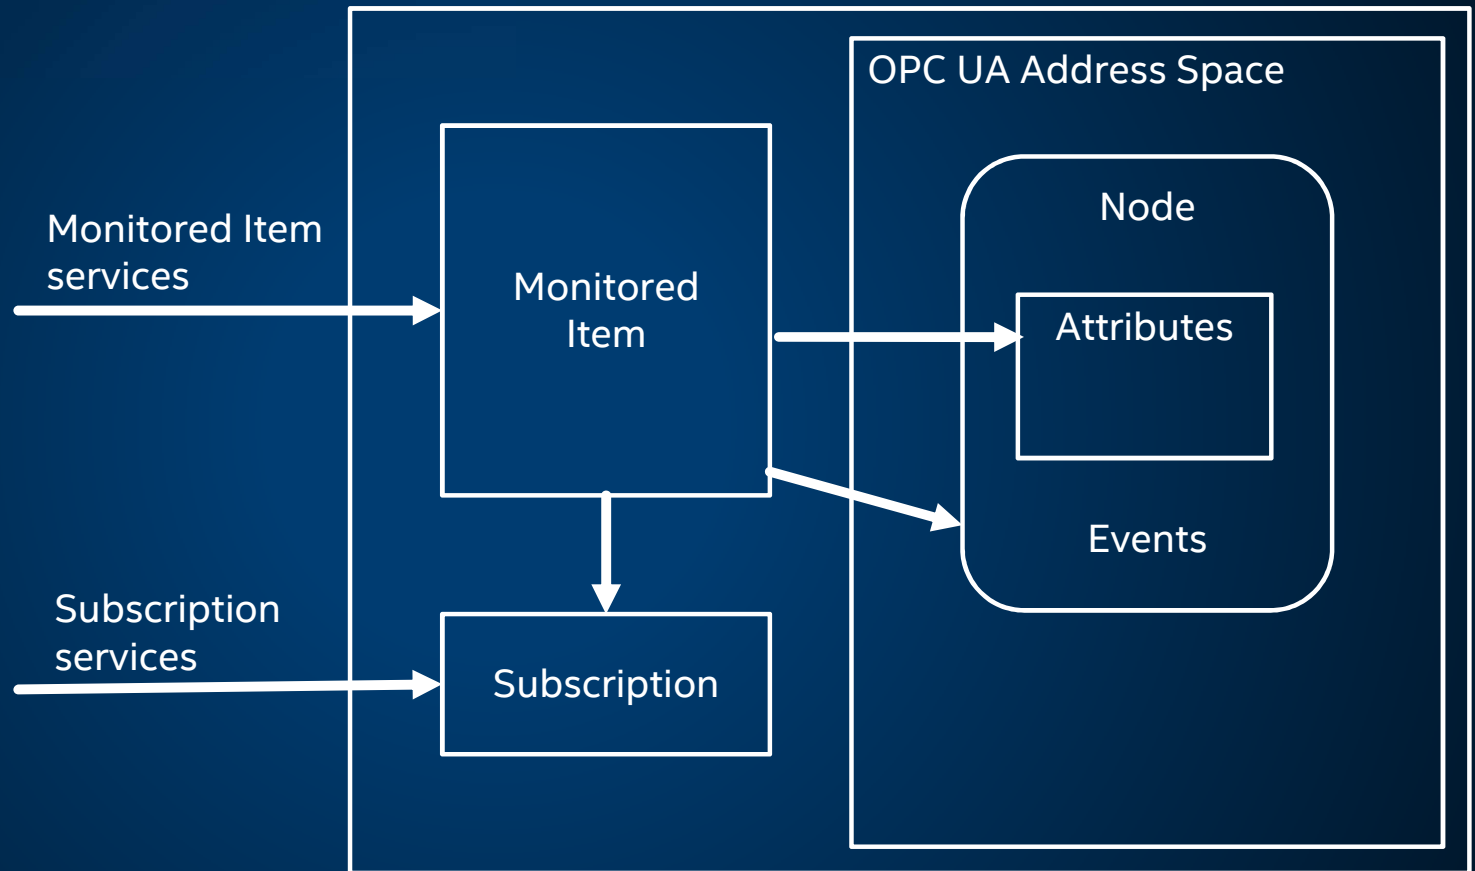 OPC UA Address Space
Node
Monitored Item
services
Monitored
Item
Attributes
Events
Subscription
services
Subscription